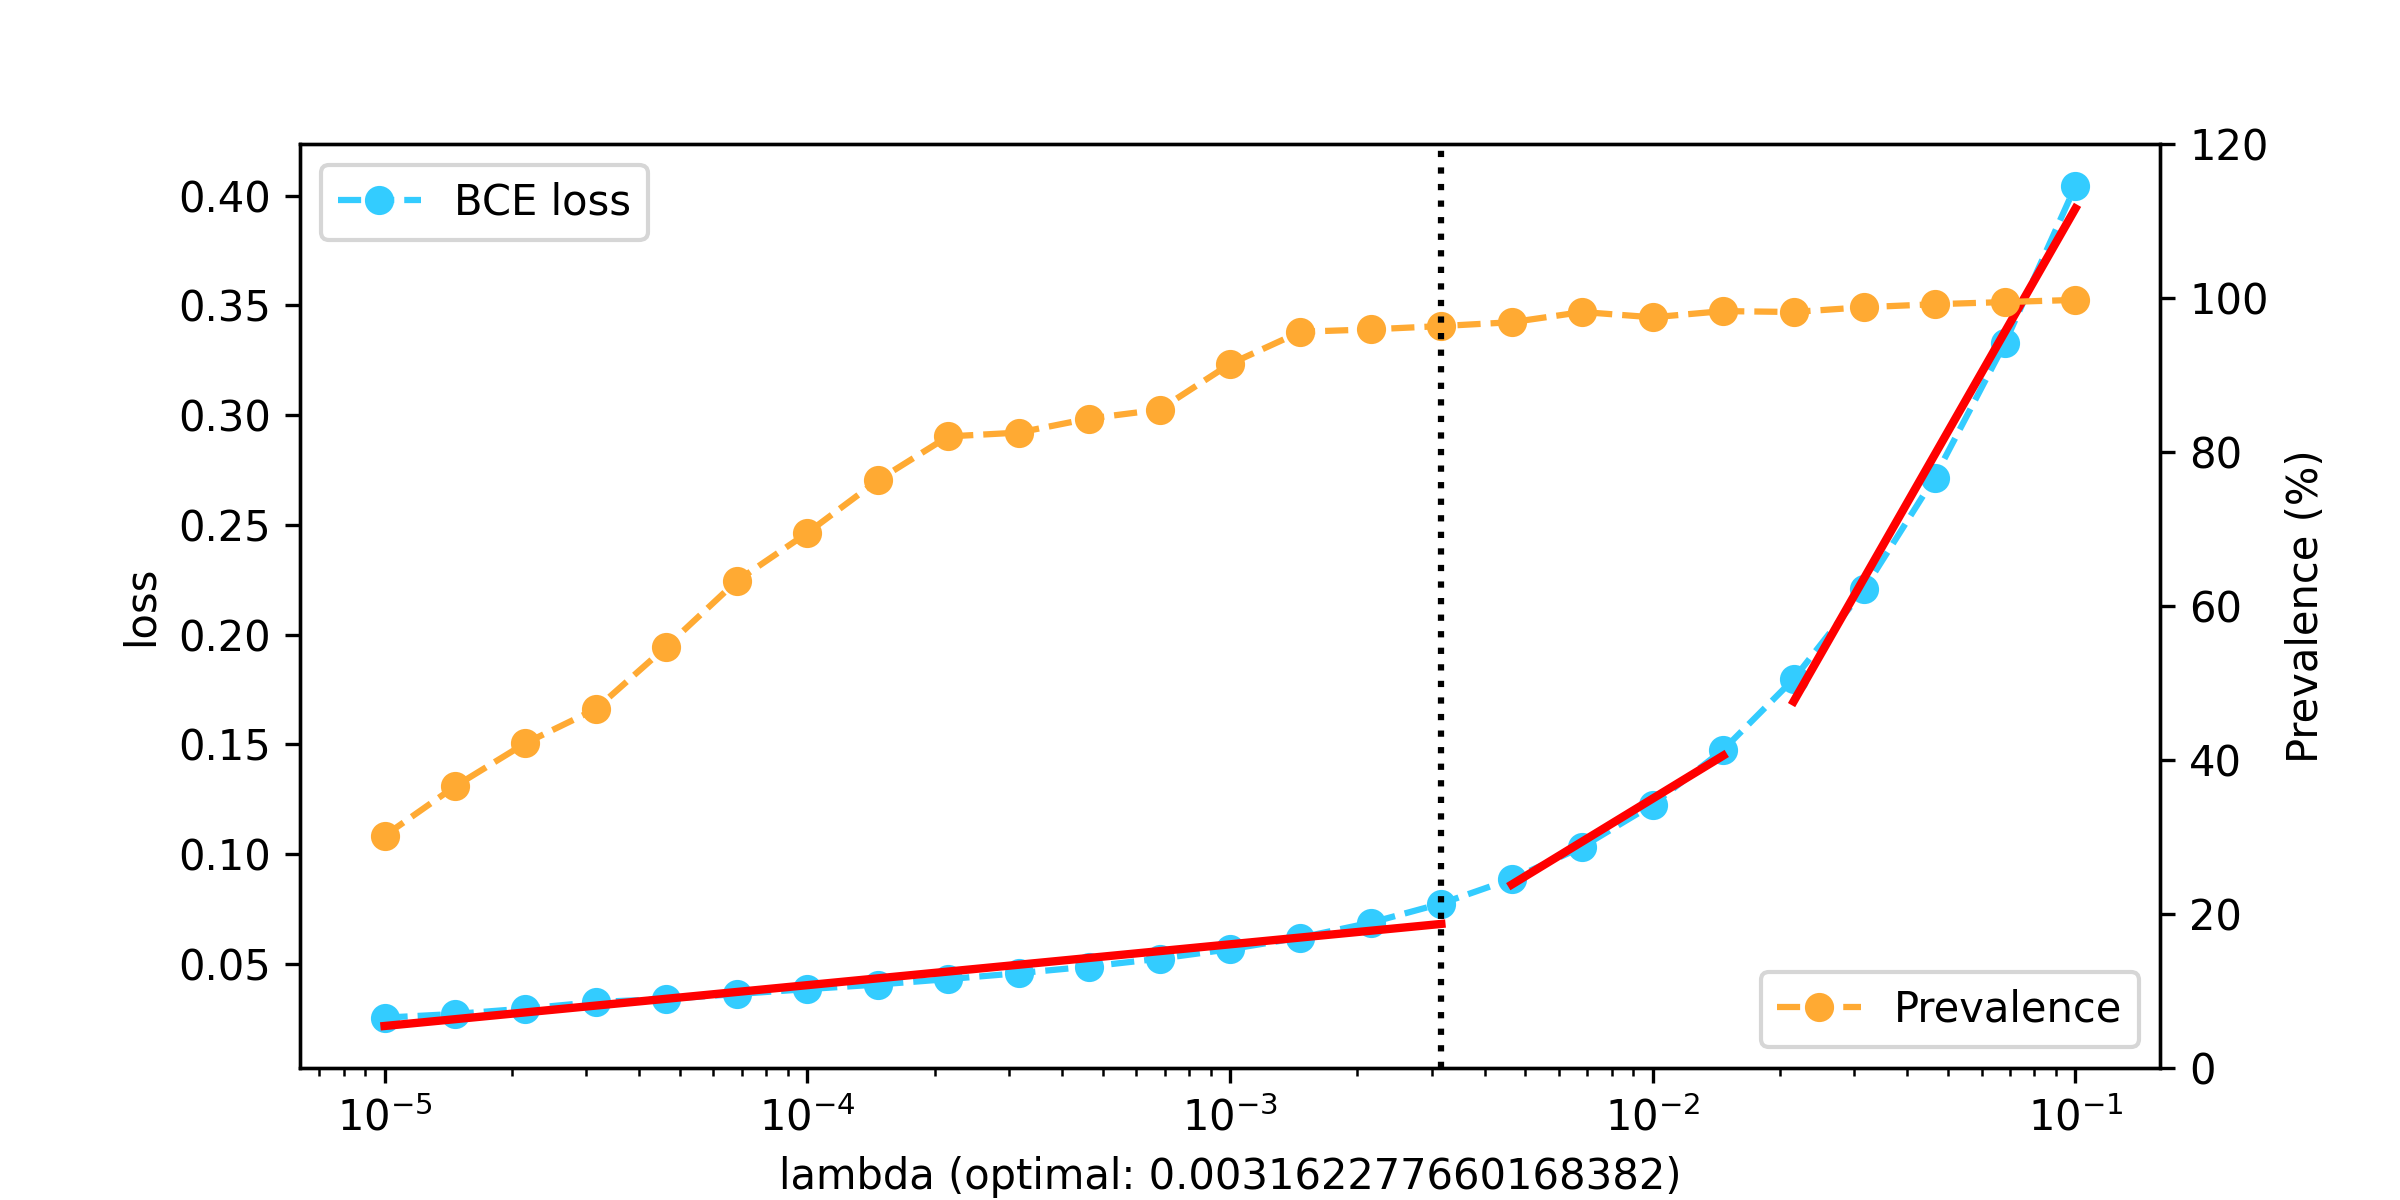 BCE loss
0.40
0.35
0.30
0.25
0.20
0.15
0.10
0.05
loss
120
100
80
60
40
20
0
Prevalence (%)
Prevalence
10⁻⁵ 10⁻⁴ 10⁻³ 10⁻² 10⁻¹
lambda (optimal: 0.0031622776601683​82)